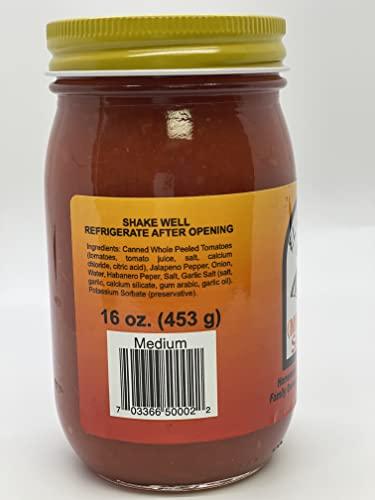 SHAKE WELL
REFRIGERATE AFTER OPENING
Ingredients: Canned Whole Peeled Tomatoes
(tomatoes, tomato juice, salt, calcium
chloride, citric acid), Jalapeno Pepper, Onion,
Water, Habanero Peper, Salt, Garlic Salt (salt,
garlic, calcium silicate, gum arabic, garlic oil).
Potassium Sorbate (preservative).
16 oz. (453 g)
Medium
7 03366 50002 2
Family